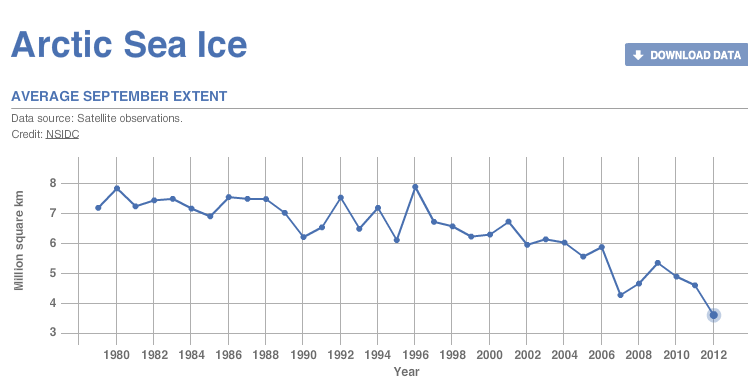 Arctic Sea Ice
DOWNLOAD DATA
AVERAGE SEPTEMBER EXTENT
Data source: Satellite observations.
Credit: NSIDC
Million square km
8
7
6
5
4
3
1980 1982 1984 1986 1988 1990 1992 1994 1996 1998 2000 2002 2004 2006 2008 2010 2012
Year